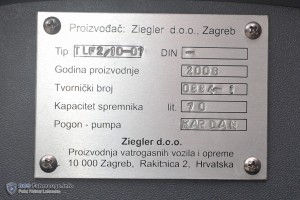 Proizvođač: Ziegler d.o.o., Zagreb
Tip TLF2/10-01 DIN –
Godina proizvodnje 2008
Tvornički broj
Kapacitet spremnika lit. 70
Pogon - pumpa KARDAN
Ziegler d.o.o.
Proizvodnja vatrogasnih vozila i opreme
10 000 Zagreb, Rakitnica 2, Hrvatska